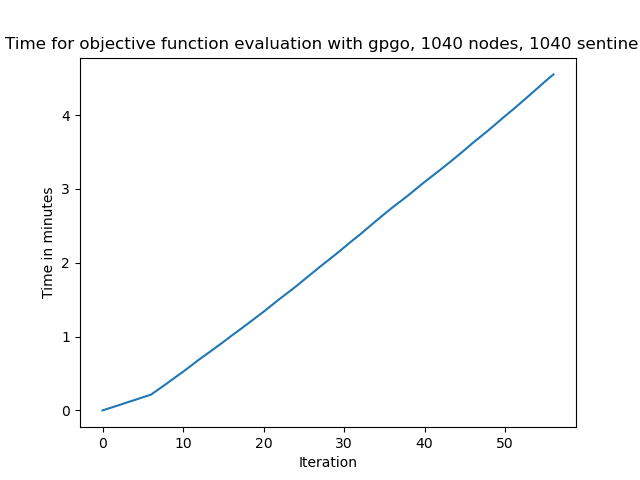 Time for objective function evaluation with gpgo, 1040 nodes, 1040 sentine
4
3
2
1
0
Time in minutes
0 10 20 30 40 50
Iteration